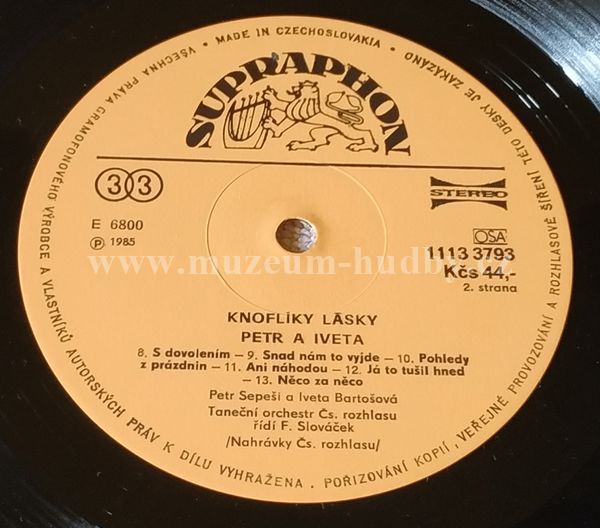 VŠECHNA PRÁVA GRAMOFONOVÉHO VÝROBCE A VLASTNÍKŮ AUTORSKÝCH PRÁV K DÍLU VYHRAŽENA. POŘIZOVÁNÍ KOPIÍ, VEŘEJNÉ PROVOZOVÁNÍ A ROZHLASOVÉ ŠÍŘENÍ TÉTO DESKY JE ZAKÁZÁNO
• MADE IN CZECHOSLOVAKIA •
SUPRAPHON
33
STEREO
E 6800
Ⓟ 1985
OSA
1113 3793
Kčs 44,-
2. strana
www.muzeum-hudby.cz
KNOFLÍKY LÁSKY
PETR A IVETA
8. S dovolením – 9. Snad nám to vyjde – 10. Pohledy
z prázdnin – 11. Ani náhodou – 12. Já to tušil hned
– 13. Něco za něco
Petr Sepeši a Iveta Bartošová
Taneční orchestr Čs. rozhlasu
řídí F. Slováček
/Nahrávky Čs. rozhlasu/